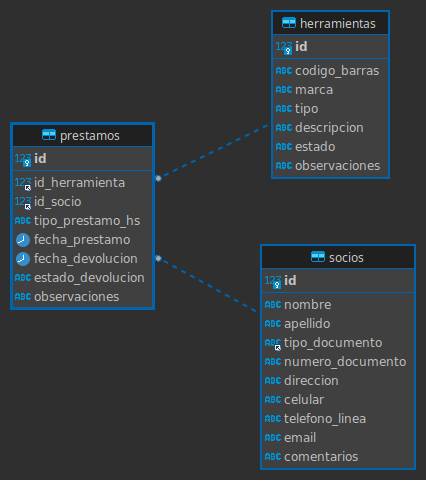 herramientas
123 id
ABC codigo_barras
ABC marca
ABC tipo
ABC descripcion
ABC estado
ABC observaciones
prestamos
123 id
123 id_herramienta
123 id_socio
ABC tipo_prestamo_hs
fecha_prestamo
fecha_devolucion
ABC estado_devolucion
ABC observaciones
socios
123 id
ABC nombre
ABC apellido
ABC tipo_documento
ABC numero_documento
ABC direccion
ABC celular
ABC telefono_linea
ABC email
ABC comentarios